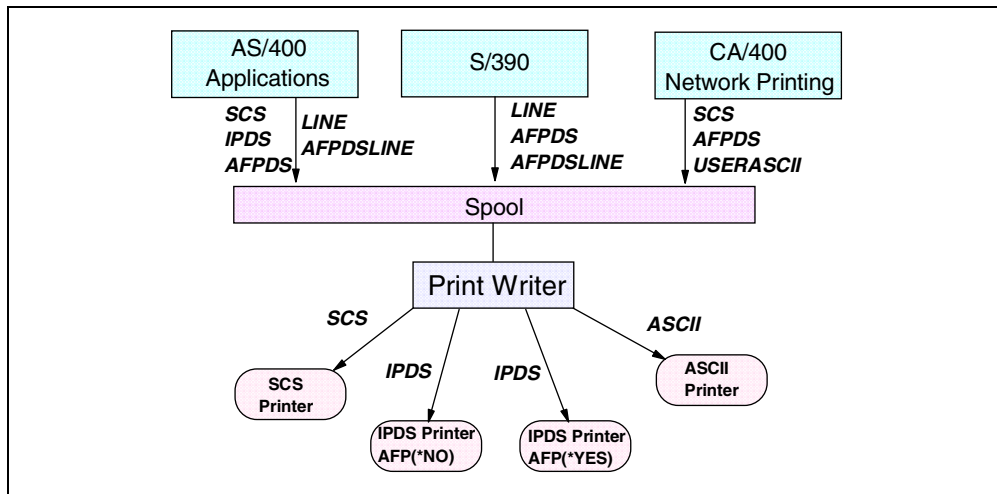 AS/400
Applications
S/390
CA/400
Network Printing
SCS
IPDS
AFPDS
LINE
AFPDSLINE
LINE
AFPDS
AFPDSLINE
SCS
AFPDS
USERASCII
Spool
Print Writer
SCS
IPDS
IPDS
ASCII
SCS
Printer
IPDS Printer
AFP(*NO)
IPDS Printer
AFP(*YES)
ASCII
Printer